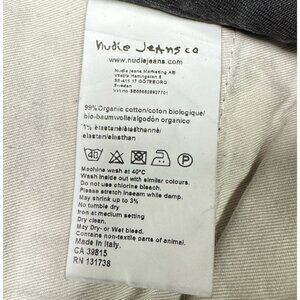 nudie jeans co
www.nudiejeans.com
Nudie Jeans Marketing AB
Göteborg
Sweden
99% Organic cotton/coton biologique/
bio-baumwolle/algodón organico
1% elastane/élasthanne/
elastan/elasthan
40
P
Machine wash at 40°C
Wash inside out with similar colours.
Do not use chlorine bleach.
Please stretch inseam while damp.
May shrink up to 3%
No tumble dry
Iron at medium setting
Dry clean
May Dry- or Wet bleed.
Contains non-textile parts of animal.
Made in Italy.
CA 39815
RN 131738